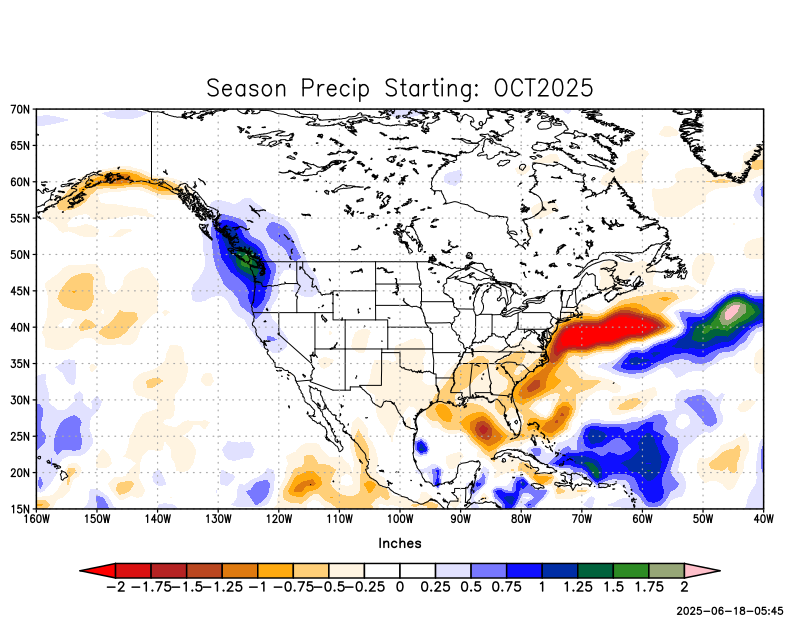 Season Precip Starting: OCT2025
70N
65N
60N
55N
50N
45N
40N
35N
30N
25N
20N
15N
160W 150W 140W 130W 120W 110W 100W 90W 80W 70W 60W 50W 40W
Inches
−2 −1.75 −1.5 −1.25 −1 −0.75 −0.5 −0.25 0 0.25 0.5 0.75 1 1.25 1.5 1.75 2
2025-06-18-05:45